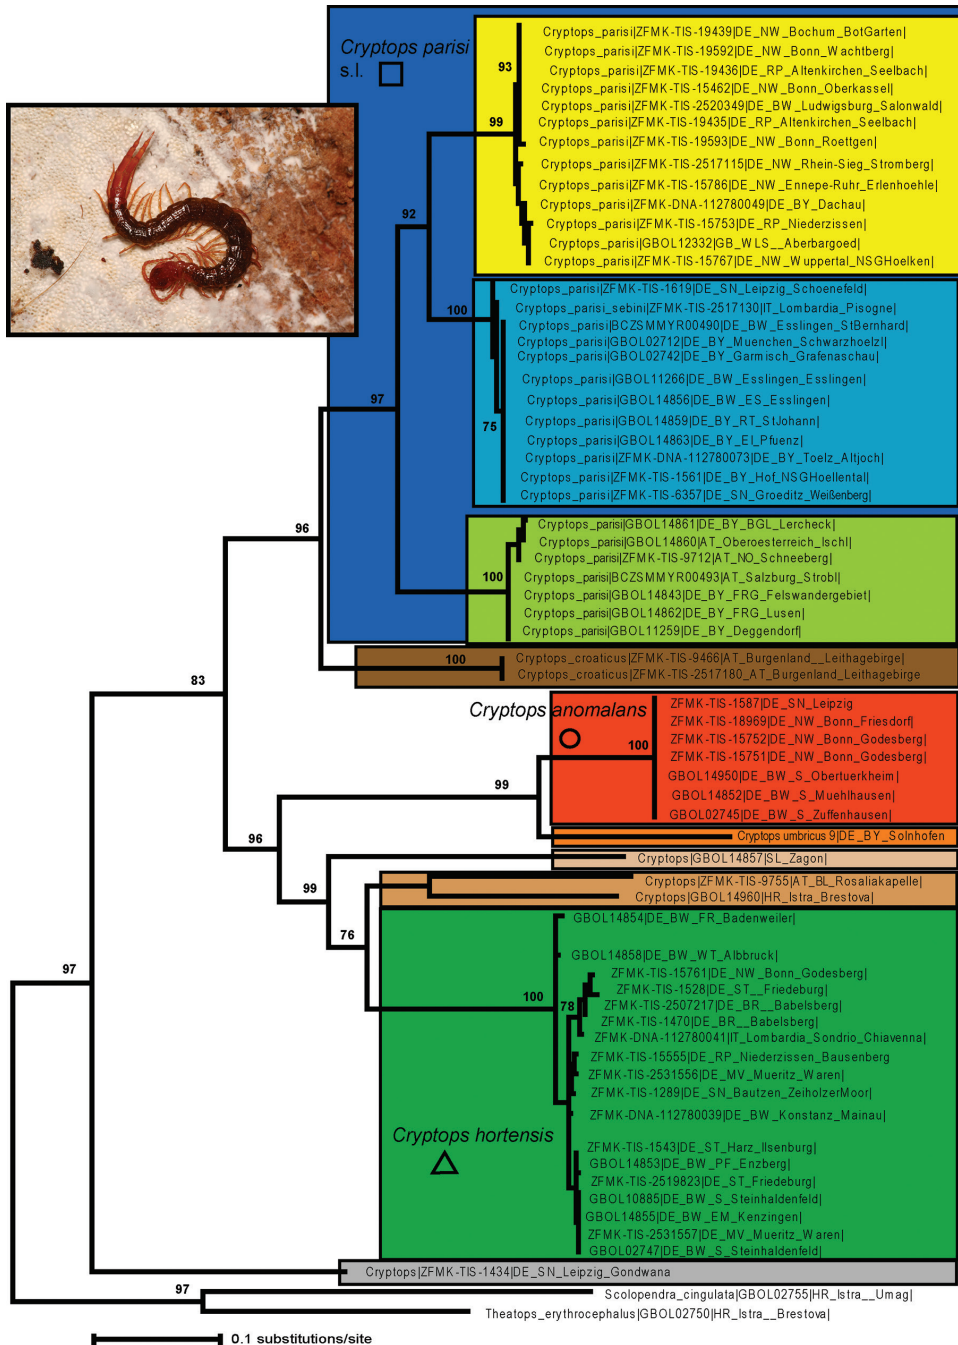 Cryptops parisi
s.l.
Cryptops_parisi|ZFMK-TIS-19439|DE_NW_Bochum_BotGarten|
Cryptops_parisi|ZFMK-TIS-19592|DE_NW_Bonn_Wachtberg|
93
Cryptops_parisi|ZFMK-TIS-19436|DE_RP_Altenkirchen_Seelbach|
Cryptops_parisi|ZFMK-TIS-15462|DE_NW_Bonn_Oberkassel|
Cryptops_parisi|ZFMK-TIS-2520349|DE_BW_Ludwigsburg_Salonwald|
99
Cryptops_parisi|ZFMK-TIS-19435|DE_RP_Altenkirchen_Seelbach|
Cryptops_parisi|ZFMK-TIS-19593|DE_NW_Bonn_Roettgen|
Cryptops_parisi|ZFMK-TIS-2517115|DE_NW_Rhein-Sieg_Stromberg|
Cryptops_parisi|ZFMK-TIS-15786|DE_NW_Ennepe-Ruhr_Erlenhoehle|
Cryptops_parisi|ZFMK-DNA-112780049|DE_BY_Dachau|
92
Cryptops_parisi|ZFMK-TIS-15753|DE_RP_Niederzissen|
Cryptops_parisi|GBOL12332|GB_WLS_Aberbargoed|
Cryptops_parisi|ZFMK-TIS-15767|DE_NW_Wuppertal_NSGHoelken|
Cryptops_parisi|ZFMK-TIS-1619|DE_SN_Leipzig_Schoenefeld|
100
Cryptops_parisi_sebini|ZFMK-TIS-2517130|IT_Lombardia_Pisogne|
Cryptops_parisi|BCZSMMYR00490|DE_BW_Esslingen_StBernhard|
Cryptops_parisi|GBOL02712|DE_BY_Muenchen_Schwarzhoelzl|
Cryptops_parisi|GBOL02742|DE_BY_Garmisch_Grafenaschau|
Cryptops_parisi|GBOL11266|DE_BW_Esslingen_Esslingen|
97
Cryptops_parisi|GBOL14856|DE_BW_ES_Esslingen|
75
Cryptops_parisi|GBOL14859|DE_BY_RT_StJohann|
Cryptops_parisi|GBOL14863|DE_BY_EI_Pfuenz|
Cryptops_parisi|ZFMK-DNA-112780073|DE_BY_Toelz_Altjoch|
Cryptops_parisi|ZFMK-TIS-1561|DE_BY_Hof_NSGHoellental|
Cryptops_parisi|ZFMK-TIS-6357|DE_SN_Groeditz_Weißenberg|
96
Cryptops_parisi|GBOL14861|DE_BY_BGL_Lercheck|
Cryptops_parisi|GBOL14860|AT_Oberoesterreich_Ischl|
Cryptops_parisi|ZFMK-TIS-9712|AT_NO_Schneeberg|
100
Cryptops_parisi|BCZSMMYR00493|AT_Salzburg_Strobl|
Cryptops_parisi|GBOL14843|DE_BY_FRG_Felswandergebiet|
Cryptops_parisi|GBOL14862|DE_BY_FRG_Lusen|
Cryptops_parisi|GBOL11259|DE_BY_Deggendorf|
100
Cryptops_croaticus|ZFMK-TIS-9466|AT_Burgenland__Leithagebirge|
Cryptops_croaticus|ZFMK-TIS-2517180_AT_Burgenland_Leithagebirge
83
Cryptops anomalans
ZFMK-TIS-1587|DE_SN_Leipzig
ZFMK-TIS-18969|DE_NW_Bonn_Friesdorf|
100
ZFMK-TIS-15752|DE_NW_Bonn_Godesberg|
ZFMK-TIS-15751|DE_NW_Bonn_Godesberg|
GBOL14950|DE_BW_S_Obertuerkheim|
99
GBOL14852|DE_BW_S_Muehlhausen|
GBOL02745|DE_BW_S_Zuffenhausen|
96
Cryptops umbricus 9|DE_BY_Solnhofen
Cryptops|GBOL14857|SL_Zagon|
99
Cryptops|ZFMK-TIS-9755|AT_BL_Rosaliakapelle|
Cryptops|GBOL14960|HR_Istra_Brestova|
76
GBOL14854|DE_BW_FR_Badenweiler|
GBOL14858|DE_BW_WT_Albbruck|
97
ZFMK-TIS-15761|DE_NW_Bonn_Godesberg|
100
ZFMK-TIS-1528|DE_ST__Friedeburg|
78
ZFMK-TIS-2507217|DE_BR__Babelsberg|
ZFMK-TIS-1470|DE_BR__Babelsberg|
ZFMK-DNA-112780041|IT_Lombardia_Sondrio_Chiavenna|
ZFMK-TIS-15555|DE_RP_Niederzissen_Bausenberg
ZFMK-TIS-2531556|DE_MV_Mueritz_Waren|
ZFMK-TIS-1289|DE_SN_Bautzen_ZeiholzerMoor|
ZFMK-DNA-112780039|DE_BW_Konstanz_Mainau|
Cryptops hortensis
ZFMK-TIS-1543|DE_ST_Harz_Ilsenburg|
GBOL14853|DE_BW_PF_Enzberg|
ZFMK-TIS-2519823|DE_ST_Friedeburg|
GBOL10885|DE_BW_S_Steinhaldenfeld|
GBOL14855|DE_BW_EM_Kenzingen|
ZFMK-TIS-2531557|DE_MV_Mueritz_Waren|
GBOL02747|DE_BW_S_Steinhaldenfeld|
Cryptops|ZFMK-TIS-1434|DE_SN_Leipzig_Gondwana
97
Scolopendra_cingulata|GBOL02755|HR_Istra__Umag|
Theatops_erythrocephalus|GBOL02750|HR_Istra_Brestova|
0.1 substitutions/site